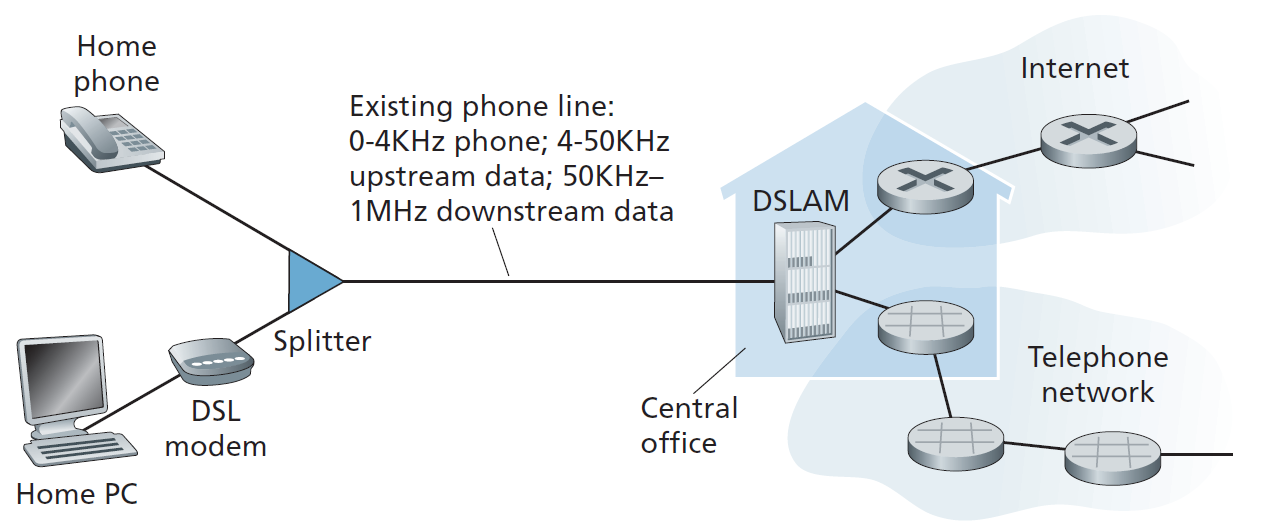 Home
phone
Existing phone line:
0-4KHz phone; 4-50KHz
upstream data; 50KHz–
1MHz downstream data
Internet
DSLAM
Splitter
DSL
modem
Home PC
Central
office
Telephone
network